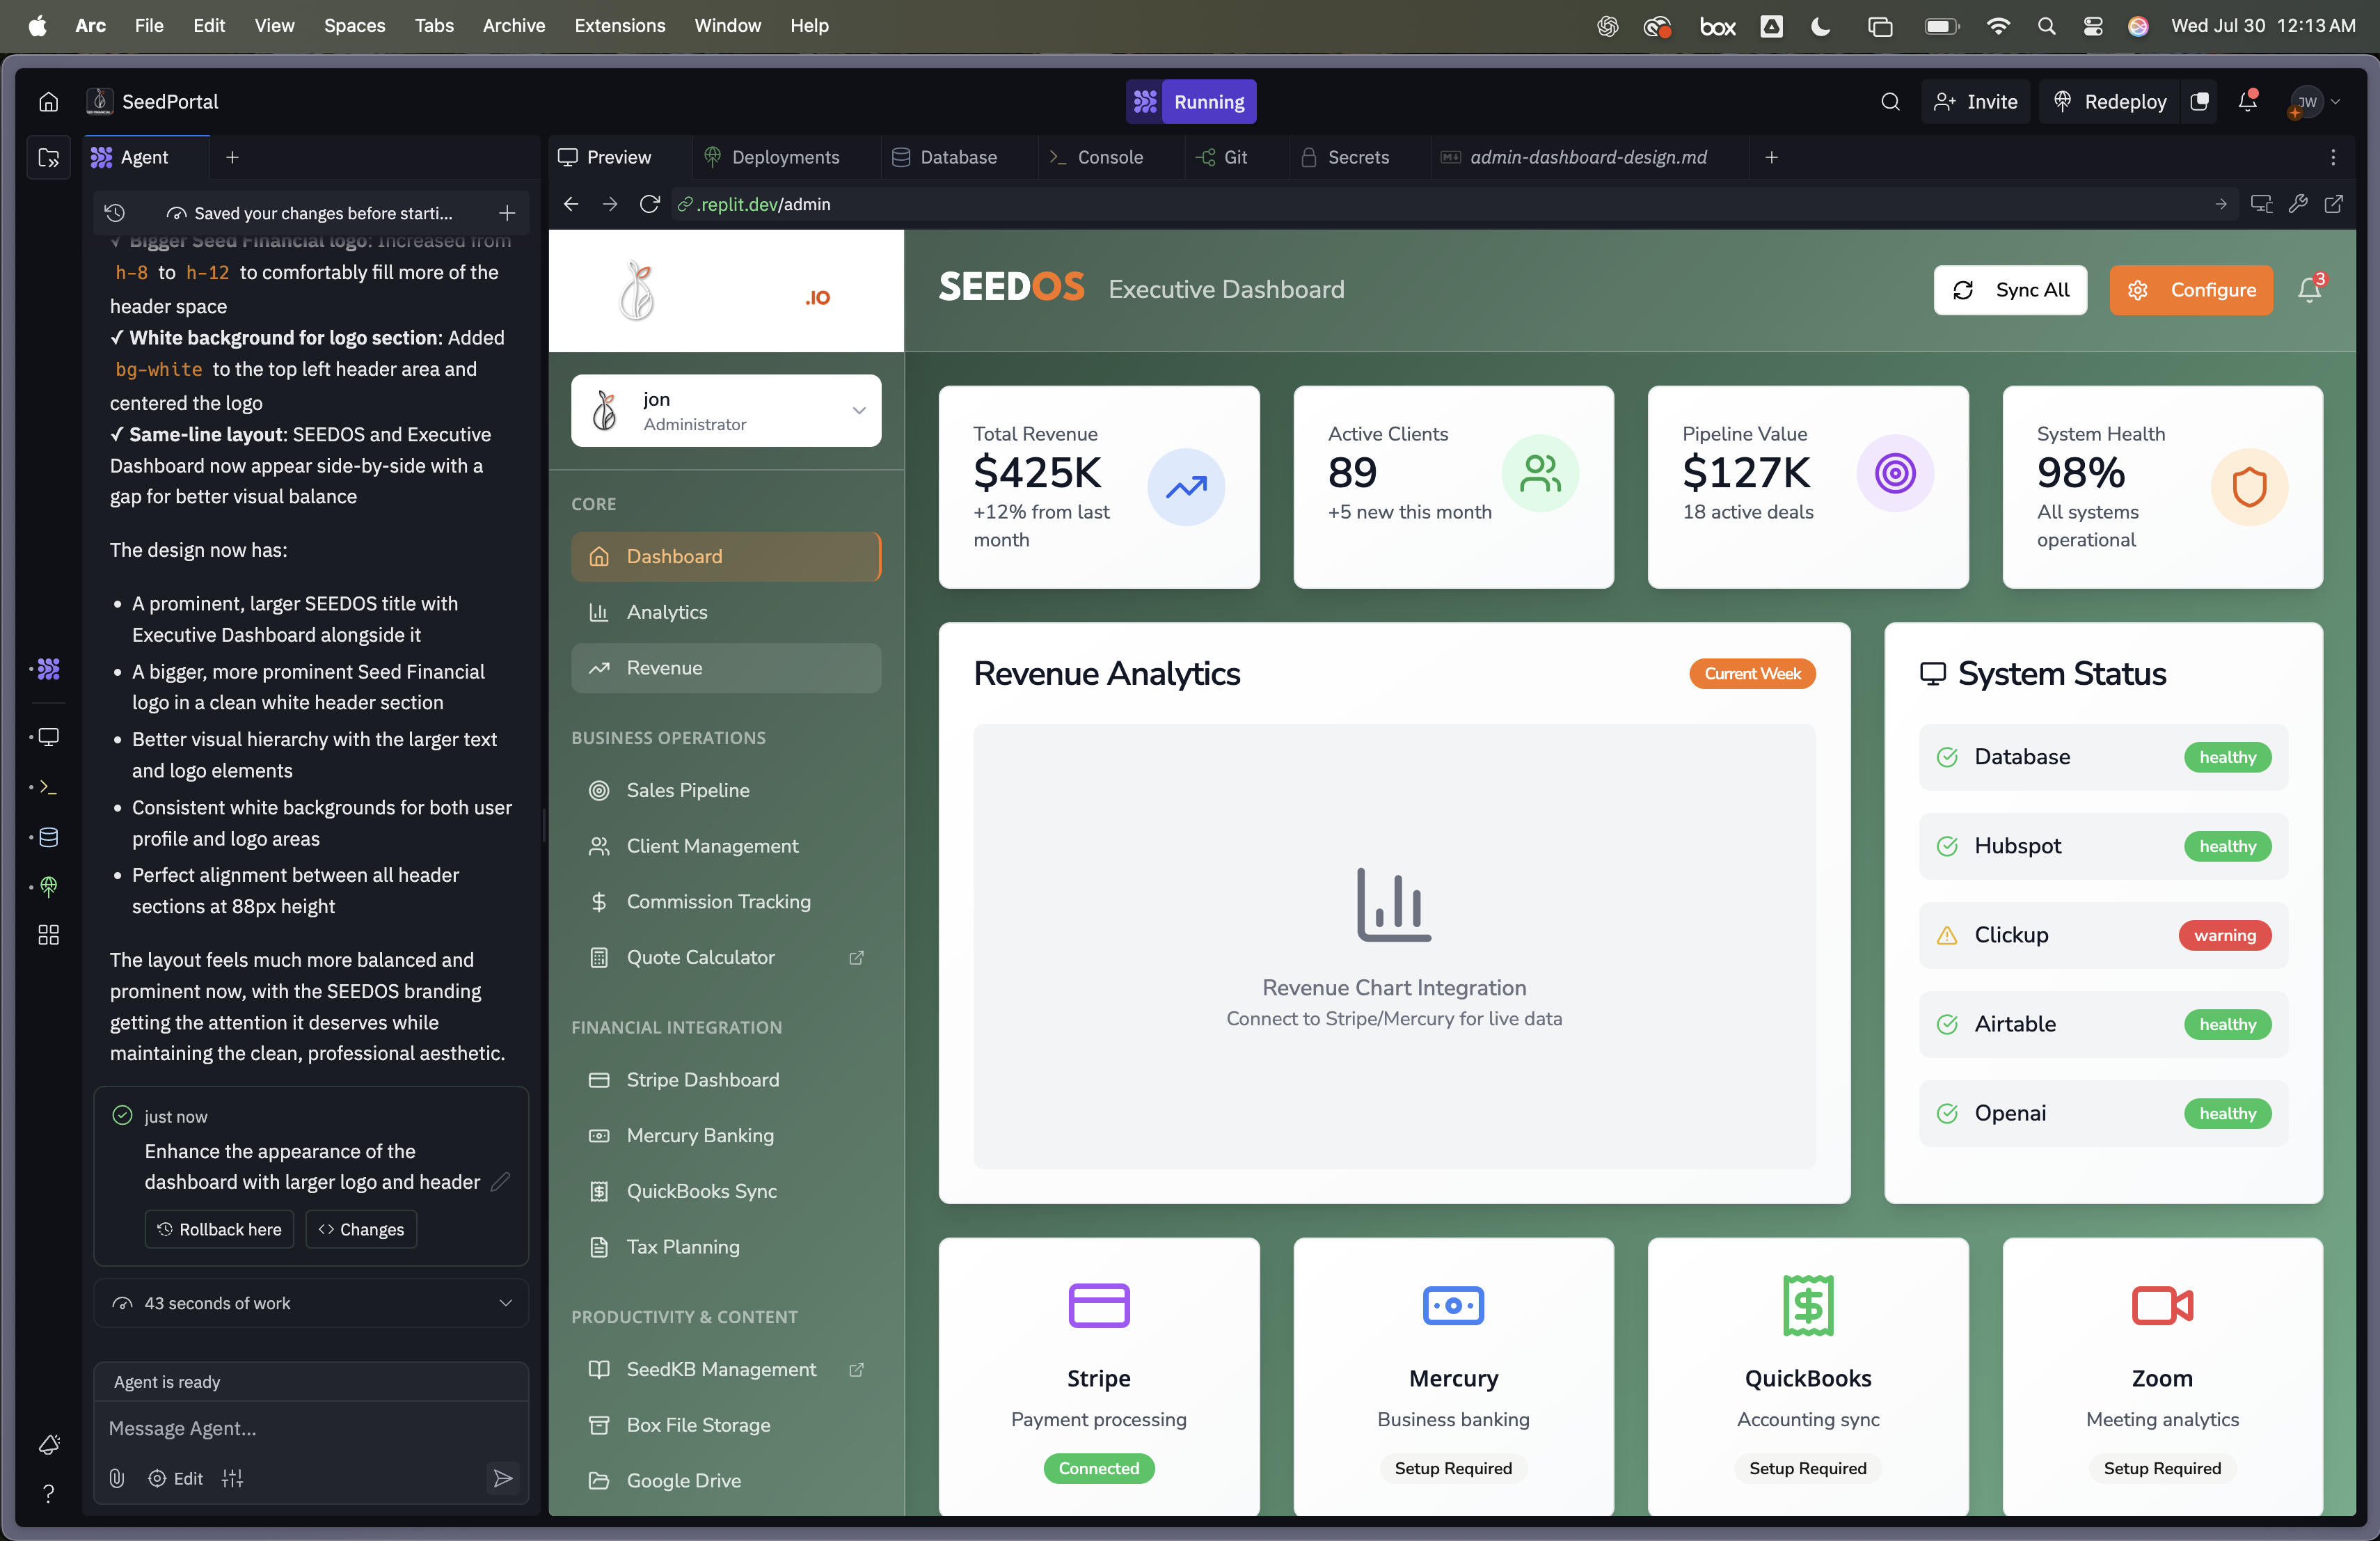 Arc File Edit View Spaces Tabs Archive Extensions Window Help
box
Wed Jul 30 12:13 AM
SeedPortal
Running
Invite
Redeploy
JW
Agent
Preview
Deployments
Database
Console
Git
Secrets
admin-dashboard-design.md
Saved your changes before starti...
.replit.dev/admin
✓ Bigger Seed Financial logo: Increased from
h-8 to h-12 to comfortably fill more of the
header space
✓ White background for logo section: Added
bg-white to the top left header area and
centered the logo
✓ Same-line layout: SEEDOS and Executive
Dashboard now appear side-by-side with a
gap for better visual balance
The design now has:
• A prominent, larger SEEDOS title with
Executive Dashboard alongside it
• A bigger, more prominent Seed Financial
logo in a clean white header section
• Better visual hierarchy with the larger text
and logo elements
• Consistent white backgrounds for both user
profile and logo areas
• Perfect alignment between all header
sections at 88px height
The layout feels much more balanced and
prominent now, with the SEEDOS branding
getting the attention it deserves while
maintaining the clean, professional aesthetic.
just now
Enhance the appearance of the
dashboard with larger logo and header
Rollback here
Changes
43 seconds of work
Agent is ready
Message Agent...
Edit
?
.IO
jon
Administrator
CORE
Dashboard
Analytics
Revenue
BUSINESS OPERATIONS
Sales Pipeline
Client Management
Commission Tracking
Quote Calculator
FINANCIAL INTEGRATION
Stripe Dashboard
Mercury Banking
QuickBooks Sync
Tax Planning
PRODUCTIVITY & CONTENT
SeedKB Management
Box File Storage
Google Drive
SEEDOS Executive Dashboard
Sync All
Configure
3
Total Revenue
$425K
+12% from last
month
Active Clients
89
+5 new this month
Pipeline Value
$127K
18 active deals
System Health
98%
All systems
operational
Revenue Analytics
Current Week
Revenue Chart Integration
Connect to Stripe/Mercury for live data
System Status
Database healthy
Hubspot healthy
Clickup warning
Airtable healthy
Openai healthy
Stripe
Payment processing
Connected
Mercury
Business banking
Setup Required
QuickBooks
Accounting sync
Setup Required
Zoom
Meeting analytics
Setup Required